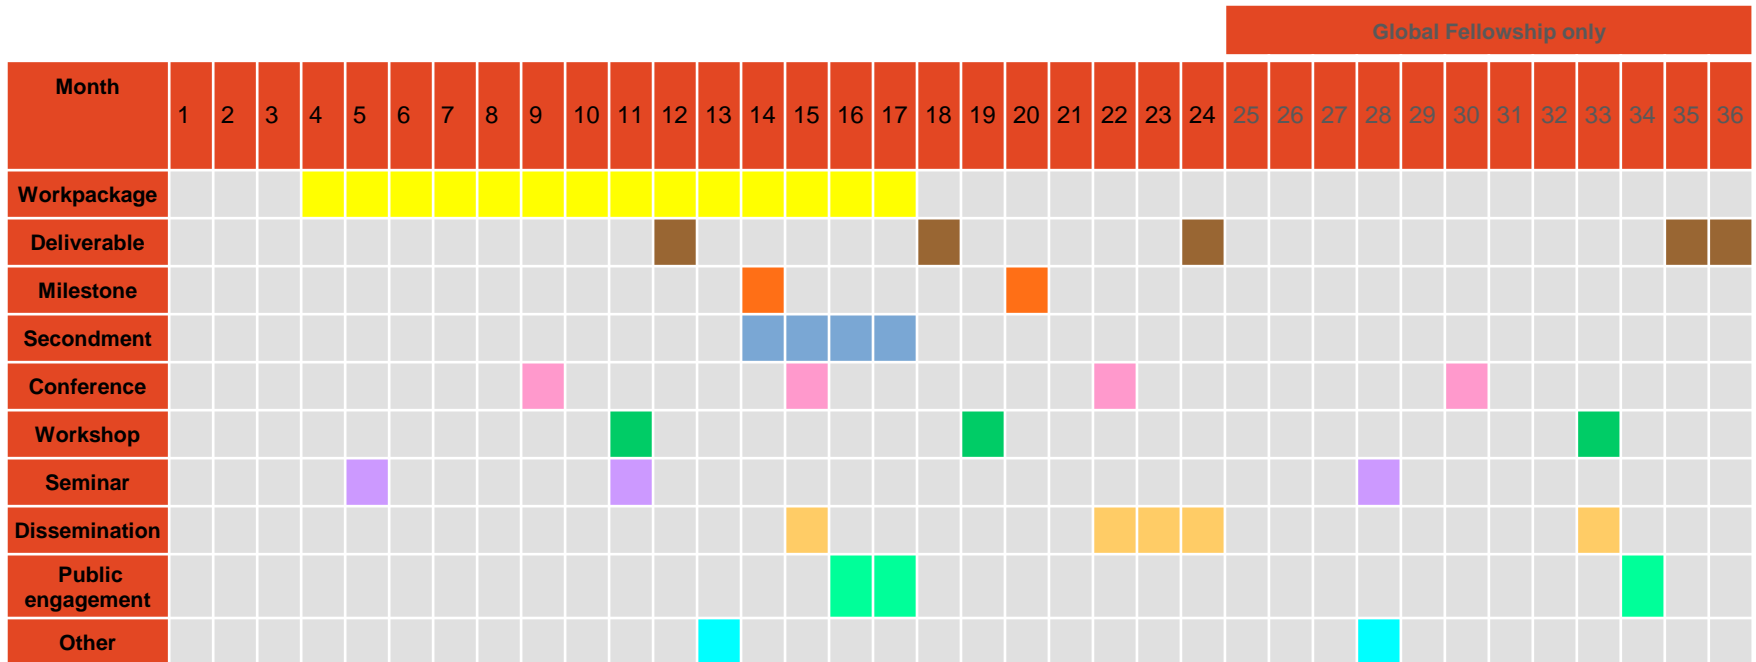 Global Fellowship only
Month 1 2 3 4 5 6 7 8 9 10 11 12 13 14 15 16 17 18 19 20 21 22 23 24 25 26 27 28 29 30 31 32 33 34 35 36
Workpackage
Deliverable
Milestone
Secondment
Conference
Workshop
Seminar
Dissemination
Public
engagement
Other